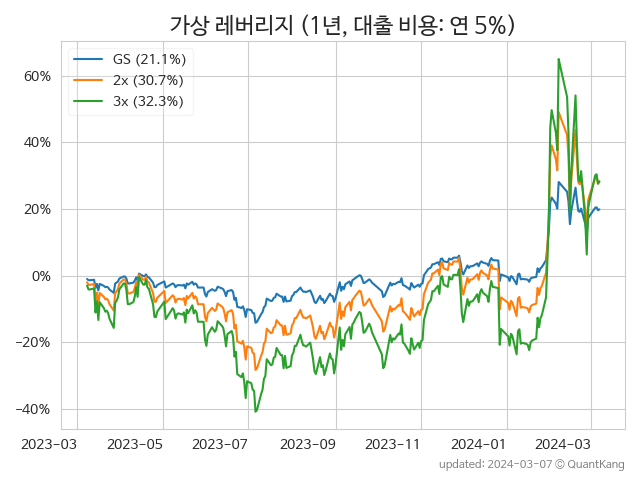 가상 레버리지 (1년, 대출 비용: 연 5%)
GS (21.1%)
2x (30.7%)
3x (32.3%)
60%
40%
20%
0%
−20%
−40%
2023-03 2023-05 2023-07 2023-09 2023-11 2024-01 2024-03
updated: 2024-03-07 © QuantKang